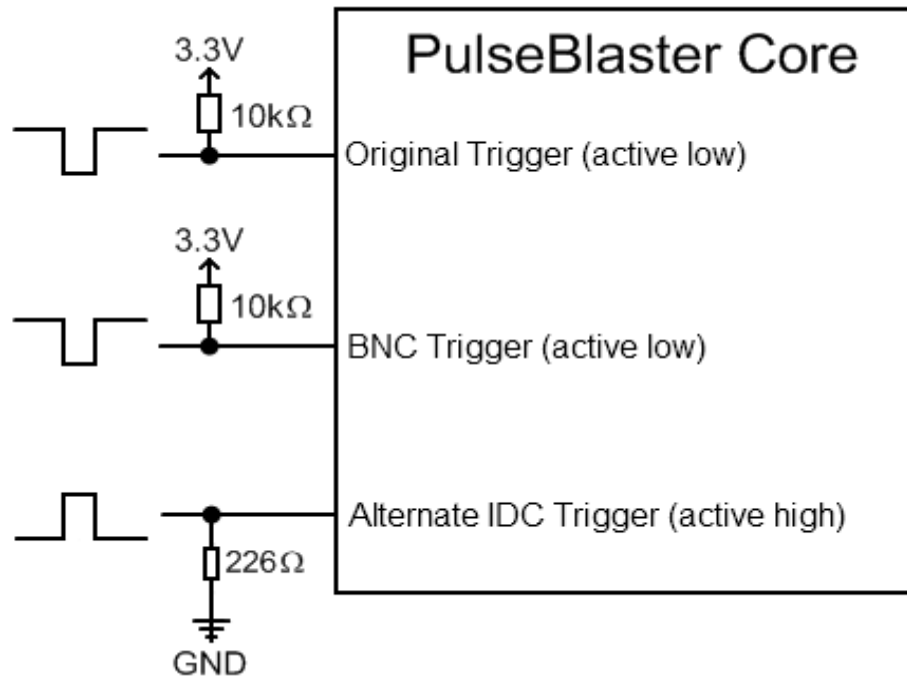 PulseBlaster Core
3.3V
10kΩ
Original Trigger (active low)
3.3V
10kΩ
BNC Trigger (active low)
Alternate IDC Trigger (active high)
226Ω
GND